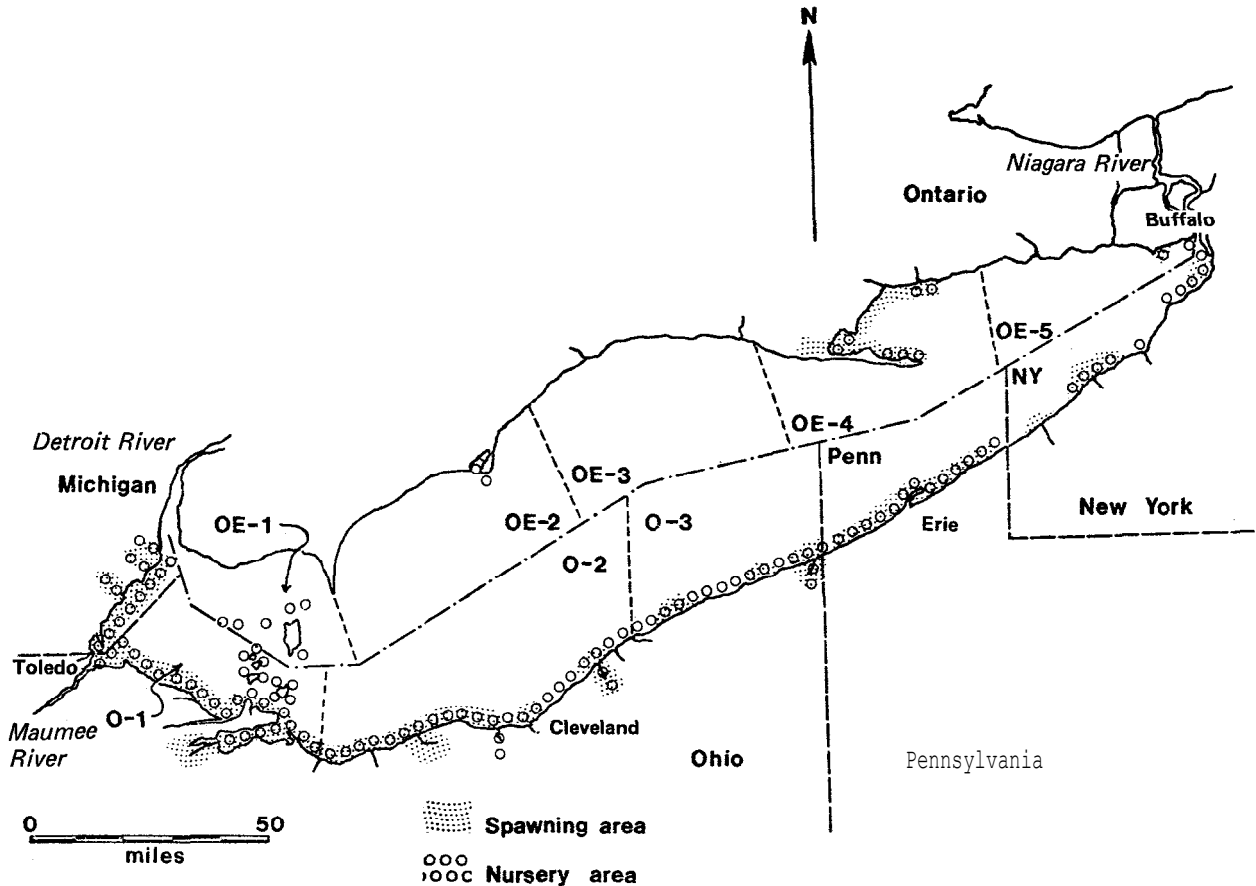 N
Niagara River
Ontario
Buffalo
OE-5
NY
OE-4
Penn
Detroit River
Michigan
OE-3
OE-1
OE-2
O-3
New York
Erie
O-2
Toledo
O-1
Cleveland
Maumee
River
Ohio
Pennsylvania
0 50
miles
Spawning area
Nursery area